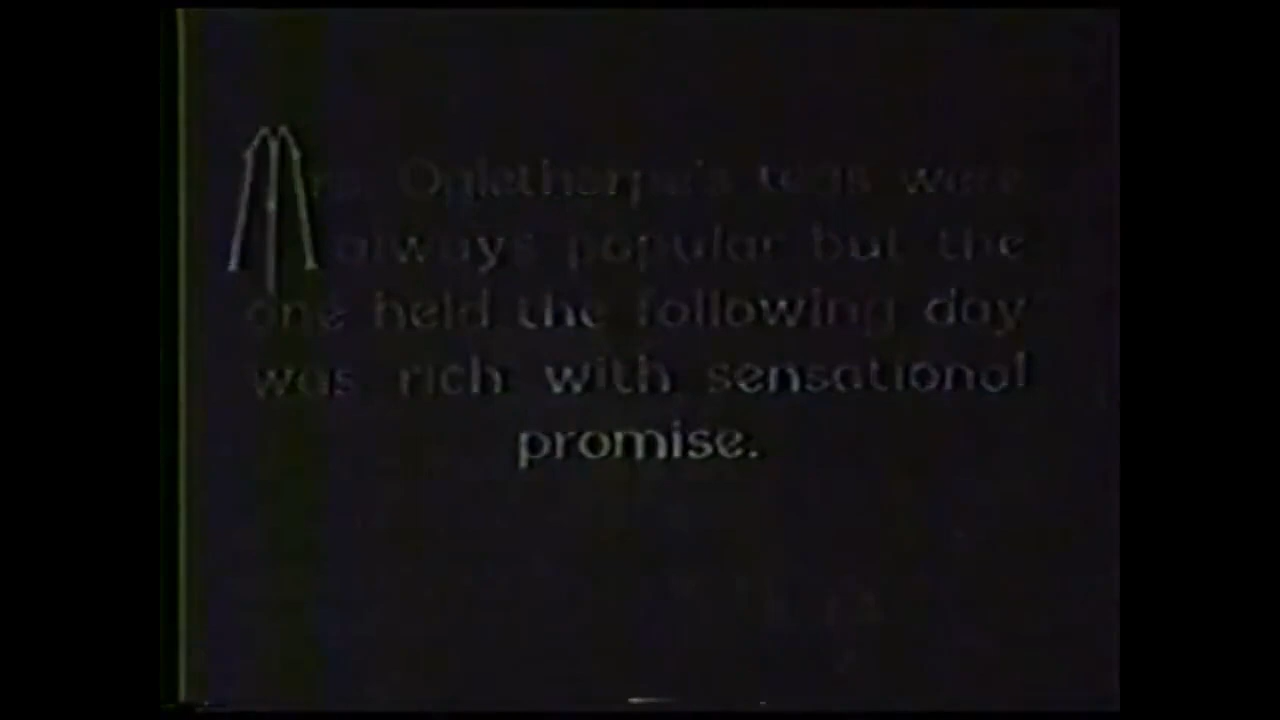 Mrs. Oglethorpe's teas were
always popular but the
one held the following day
was rich with sensational
promise.